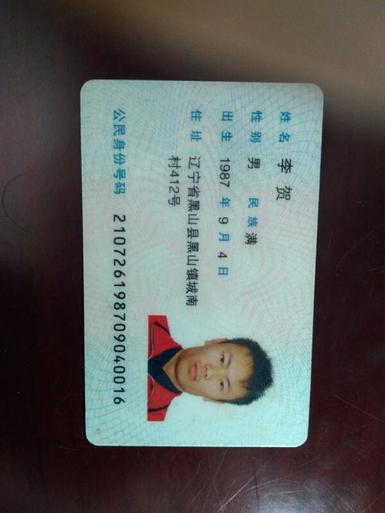 姓名 李贺
性别 男 民族 满
出生 1987 年 9 月 4 日
住址 辽宁省黑山县黑山镇城南
村412号
公民身份号码 210726198709040016